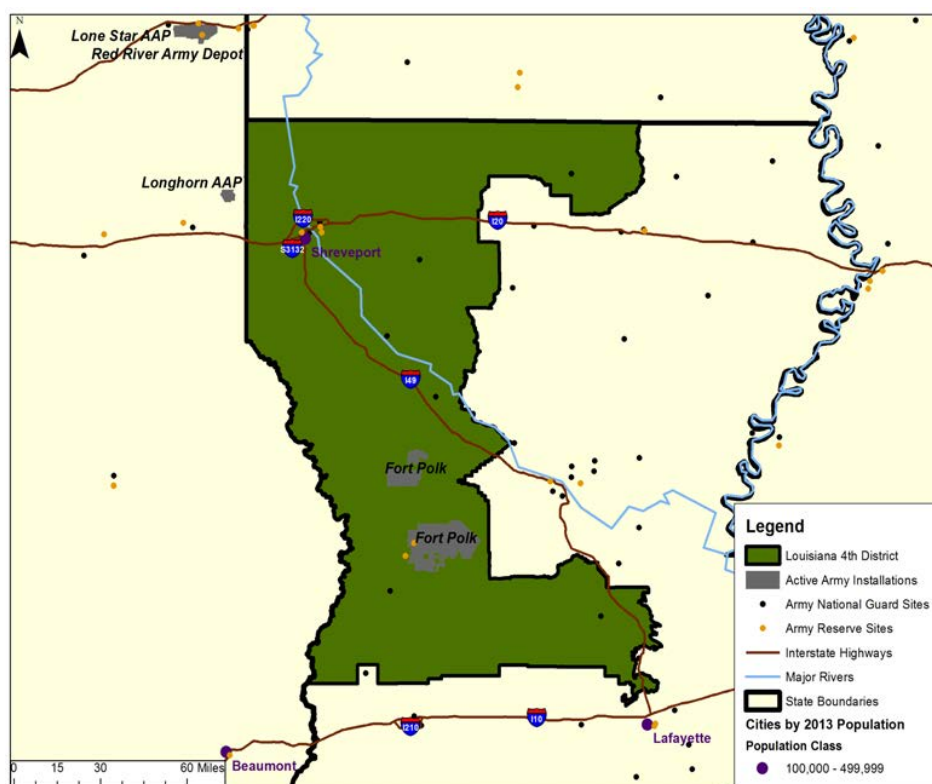 N
Lone Star AAP
Red River Army Depot
Longhorn AAP
I220
I20
S3132
Shreveport
I49
Fort Polk
Fort Polk
I210
I10
Lafayette
Beaumont
0 15 30 60 Miles
Legend
Louisiana 4th District
Active Army Installations
Army National Guard Sites
Army Reserve Sites
Interstate Highways
Major Rivers
State Boundaries
Cities by 2013 Population
Population Class
100,000 - 499,999